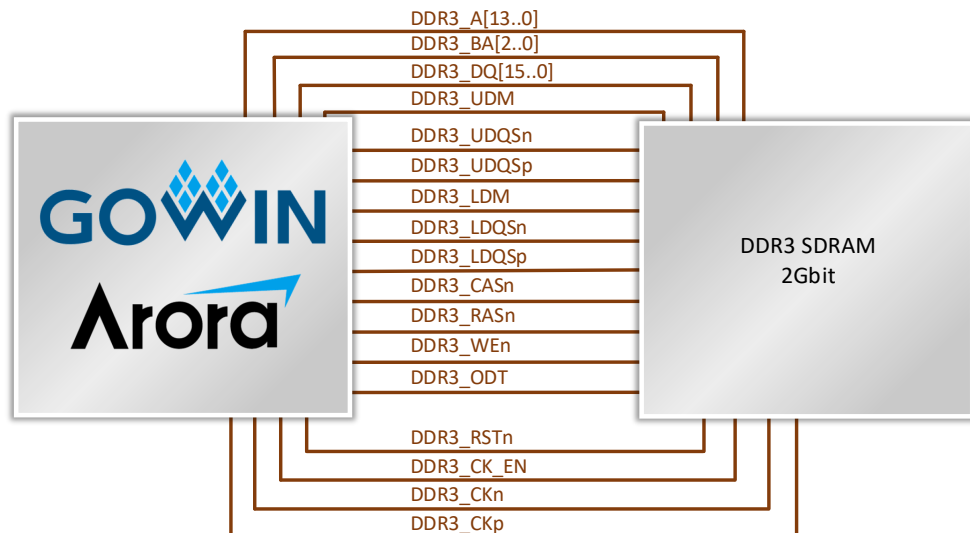 DDR3_A[13..0]
DDR3_BA[2..0]
DDR3_DQ[15..0]
DDR3_UDM
DDR3_UDQSn
DDR3_UDQSp
DDR3_LDM
DDR3_LDQSn
DDR3_LDQSp
DDR3_CASn
DDR3_RASn
DDR3_WEn
DDR3_ODT
GOWIN
Arora
DDR3 SDRAM
2Gbit
DDR3_RSTn
DDR3_CK_EN
DDR3_CKn
DDR3_CKp